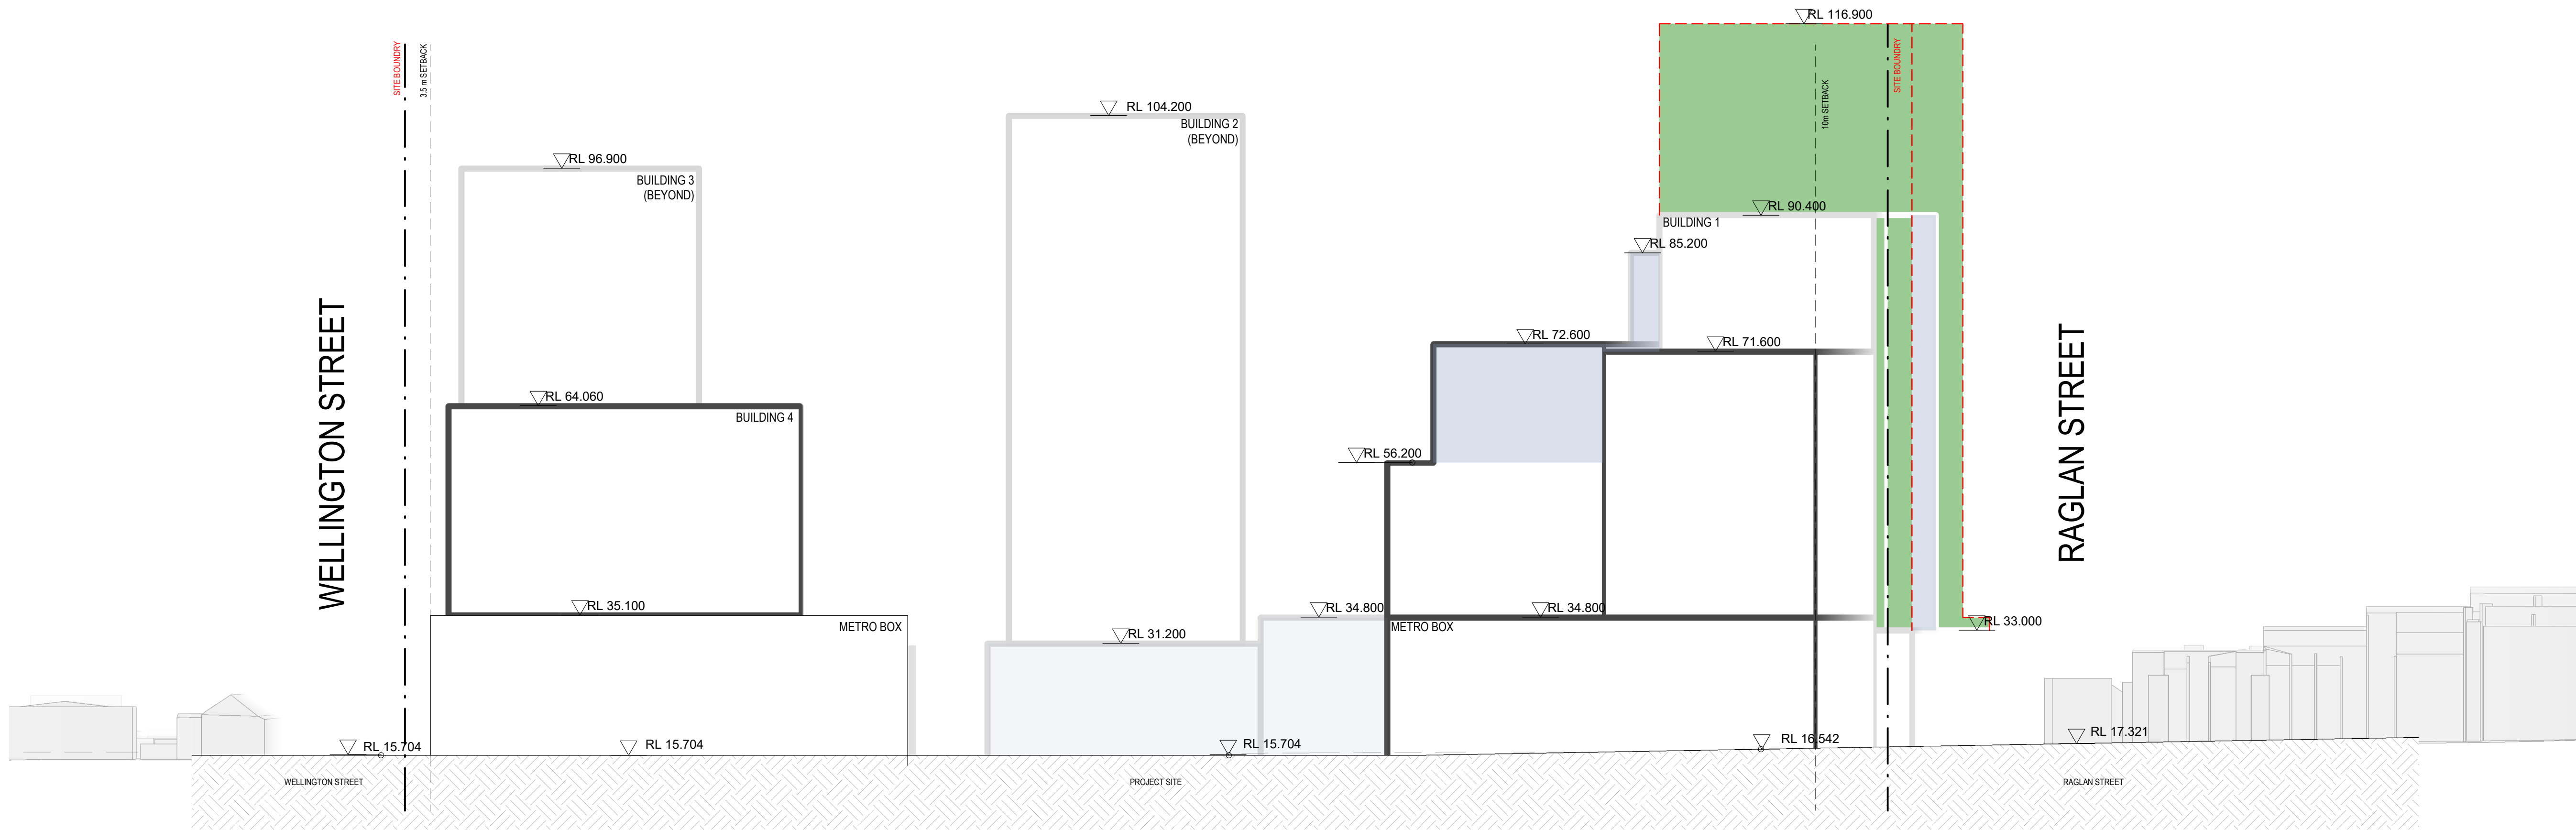 RL 116.900
SITE BOUNDRY
3.5 m SETBACK
SITE BOUNDRY
10m SETBACK
RL 104.200
BUILDING 2
(BEYOND)
RL 96.900
BUILDING 3
(BEYOND)
RL 90.400
BUILDING 1
RL 85.200
WELLINGTON STREET
RAGLAN STREET
RL 72.600
RL 71.600
RL 64.060
BUILDING 4
RL 56.200
RL 35.100
RL 34.800
RL 34.800
METRO BOX
METRO BOX
RL 31.200
RL 33.000
RL 15.704
RL 15.704
RL 15.704
RL 16.542
RL 17.321
WELLINGTON STREET
PROJECT SITE
RAGLAN STREET